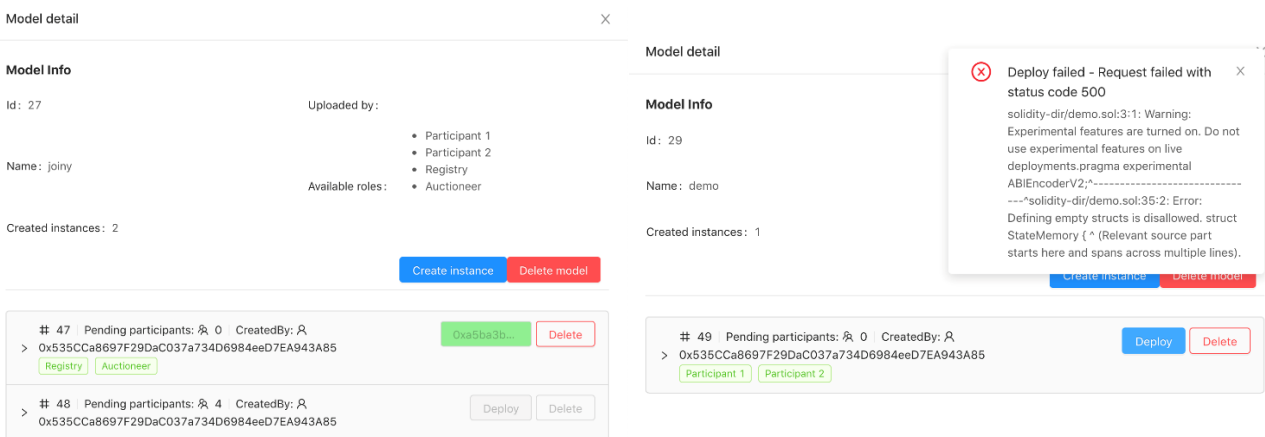 Model detail
Model Info
Id: 27
Uploaded by:
Name: joiny
Available roles:
Participant 1
Participant 2
Registry
Auctioneer
Created instances: 2
Create instance
Delete model
# 47 Pending participants: 0 CreatedBy:
0x535CCa8697F29DaC037a734D6984eeD7EA943A85
Registry Auctioneer
0xa5ba3b...
Delete
# 48 Pending participants: 4 CreatedBy:
0x535CCa8697F29DaC037a734D6984eeD7EA943A85
Deploy
Delete
Model detail
Model Info
Id: 29
Name: demo
Created instances: 1
Deploy failed - Request failed with
status code 500
solidity-dir/demo.sol:3:1: Warning:
Experimental features are turned on. Do not
use experimental features on live
deployments.pragma experimental
ABIEncoderV2;^-----------------------------
---^solidity-dir/demo.sol:35:2: Error:
Defining empty structs is disallowed. struct
StateMemory { ^ (Relevant source part
starts here and spans across multiple lines).
Create instance
Delete model
# 49 Pending participants: 0 CreatedBy:
0x535CCa8697F29DaC037a734D6984eeD7EA943A85
Participant 1 Participant 2
Deploy
Delete